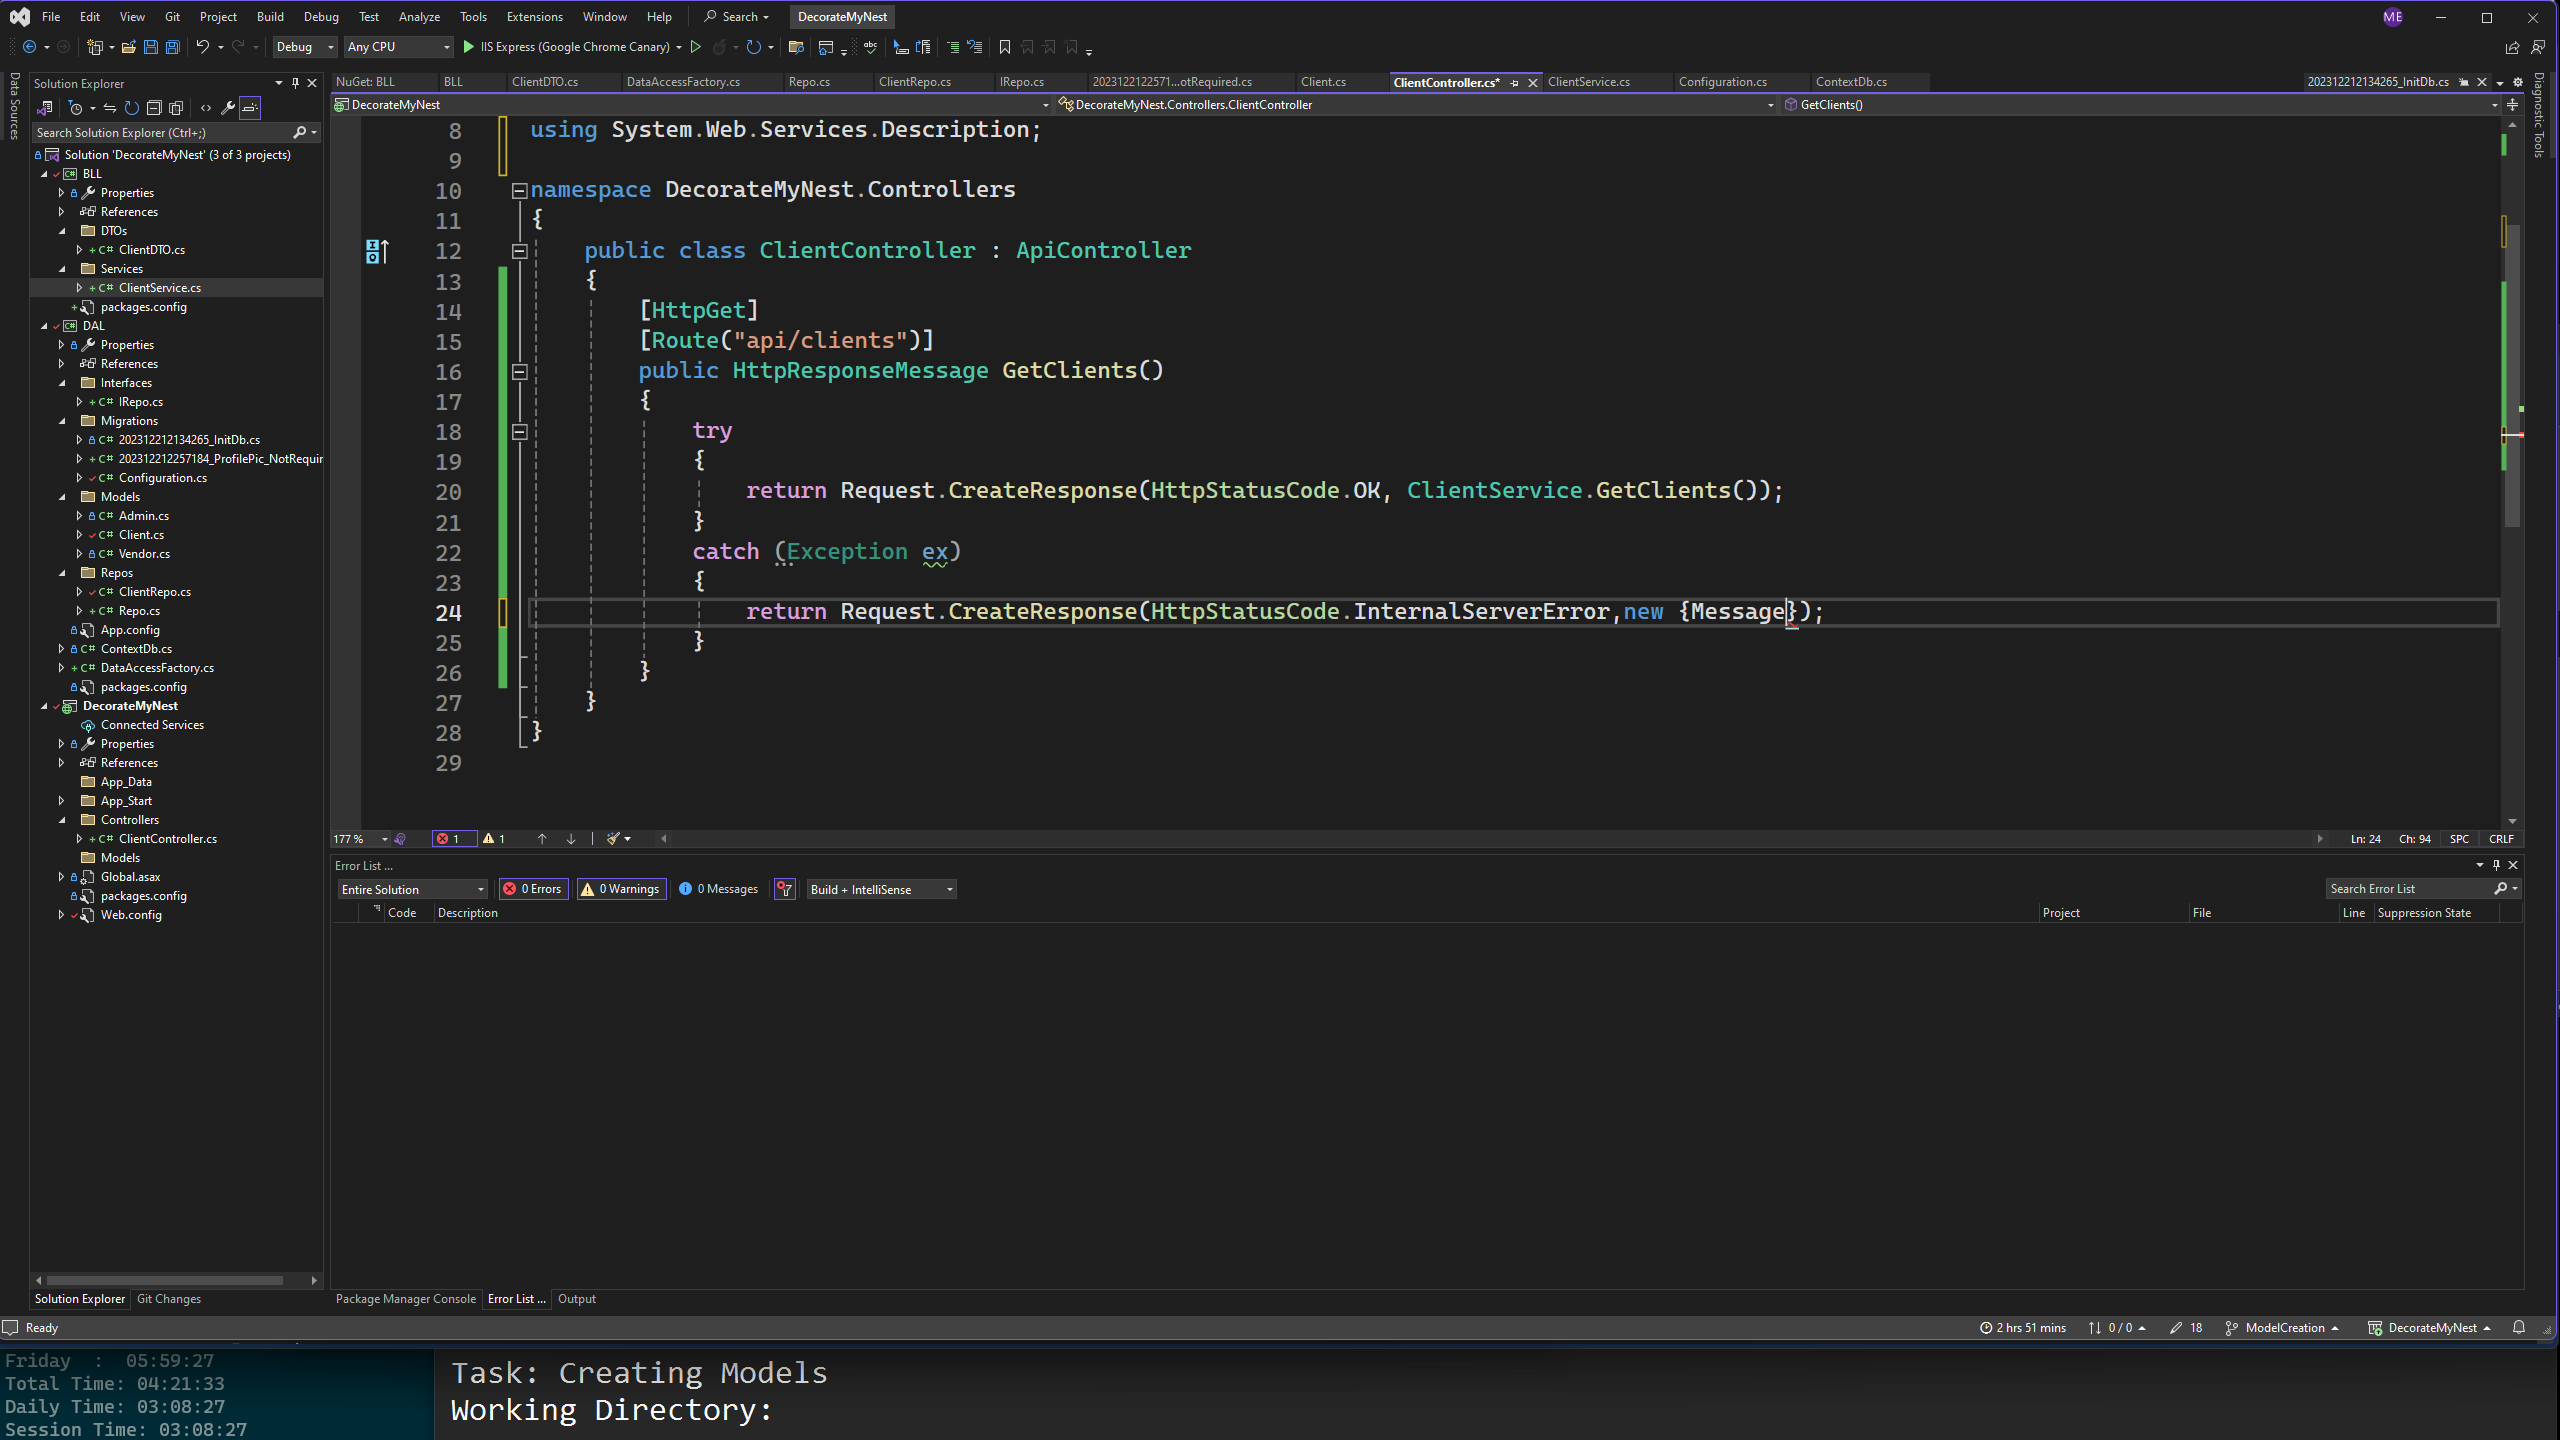 File Edit View Git Project Build Debug Test Analyze Tools Extensions Window Help Search DecorateMyNest ME
Debug Any CPU IIS Express (Google Chrome Canary)
Data Sources
Solution Explorer
Search Solution Explorer (Ctrl+;)
Solution 'DecorateMyNest' (3 of 3 projects)
BLL
Properties
References
DTOs
C# ClientDTO.cs
Services
C# ClientService.cs
packages.config
DAL
Properties
References
Interfaces
C# IRepo.cs
Migrations
C# 202312212134265_InitDb.cs
C# 202312212257184_ProfilePic_NotRequir
C# Configuration.cs
Models
C# Admin.cs
C# Client.cs
C# Vendor.cs
Repos
C# ClientRepo.cs
C# Repo.cs
App.config
C# ContextDb.cs
C# DataAccessFactory.cs
packages.config
DecorateMyNest
Connected Services
Properties
References
App_Data
App_Start
Controllers
C# ClientController.cs
Models
Global.asax
packages.config
Web.config
Solution Explorer Git Changes
NuGet: BLL BLL ClientDTO.cs DataAccessFactory.cs Repo.cs ClientRepo.cs IRepo.cs 2023122122571...otRequired.cs Client.cs ClientController.cs* ClientService.cs Configuration.cs ContextDb.cs 202312212134265_InitDb.cs
DecorateMyNest DecorateMyNest.Controllers.ClientController GetClients()
8 using System.Web.Services.Description;
9
10 namespace DecorateMyNest.Controllers
11 {
12 public class ClientController : ApiController
13 {
14 [HttpGet]
15 [Route("api/clients")]
16 public HttpResponseMessage GetClients()
17 {
18 try
19 {
20 return Request.CreateResponse(HttpStatusCode.OK, ClientService.GetClients());
21 }
22 catch (Exception ex)
23 {
24 return Request.CreateResponse(HttpStatusCode.InternalServerError,new {Message});
25 }
26 }
27 }
28 }
29
177 % 1 1 Ln: 24 Ch: 94 SPC CRLF
Diagnostic Tools
Error List ...
Entire Solution 0 Errors 0 Warnings 0 Messages Build + IntelliSense Search Error List
Code Description Project File Line Suppression State
Package Manager Console Error List ... Output
Ready 2 hrs 51 mins 0 / 0 18 ModelCreation DecorateMyNest
Friday : 05:59:27
Total Time: 04:21:33
Daily Time: 03:08:27
Session Time: 03:08:27
Task: Creating Models
Working Directory: